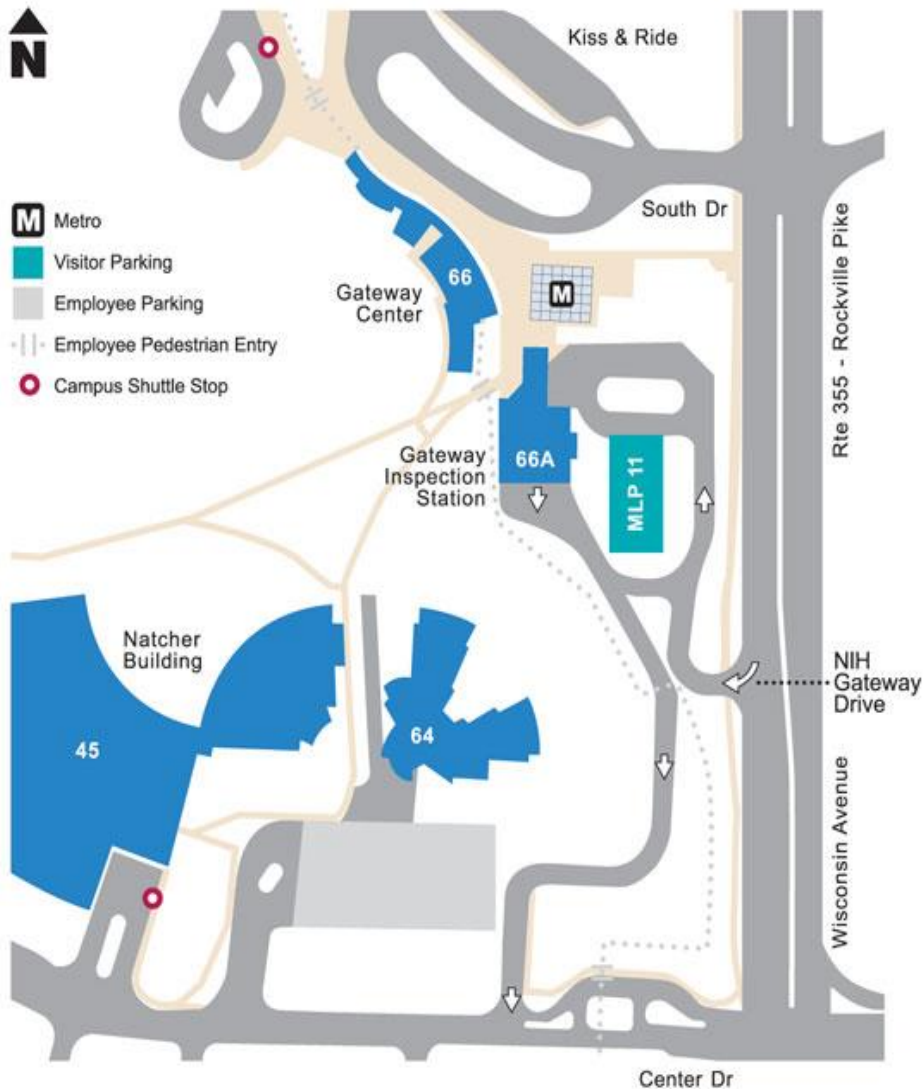 N
Kiss & Ride
South Dr
Rte 355 - Rockville Pike
M Metro
Visitor Parking
Employee Parking
Employee Pedestrian Entry
Campus Shuttle Stop
66
Gateway
Center
M
Gateway
Inspection
Station
66A
MLP 11
Natcher
Building
NIH
Gateway
Drive
45
64
Wisconsin Avenue
Center Dr